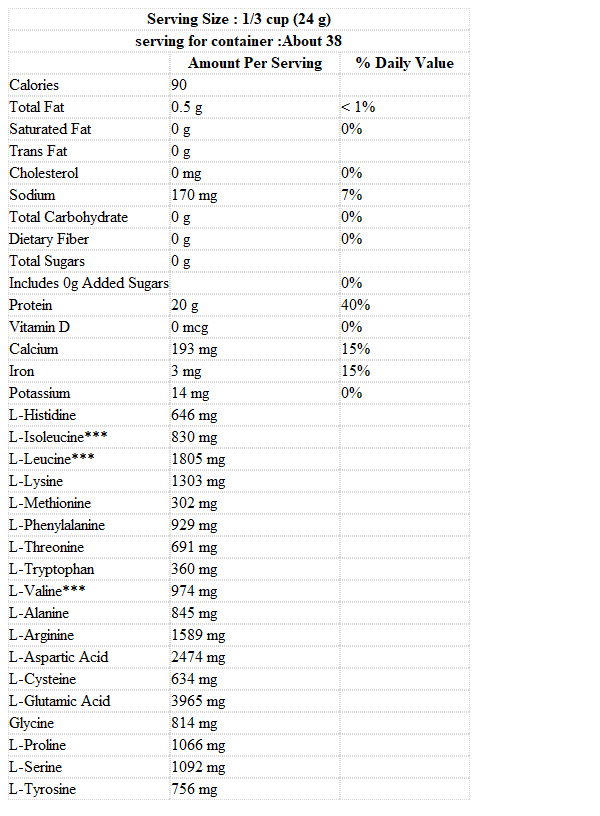 Serving Size : 1/3 cup (24 g)
serving for container :About 38
Amount Per Serving % Daily Value
Calories 90
Total Fat 0.5 g < 1%
Saturated Fat 0 g 0%
Trans Fat 0 g
Cholesterol 0 mg 0%
Sodium 170 mg 7%
Total Carbohydrate 0 g 0%
Dietary Fiber 0 g 0%
Total Sugars 0 g
Includes 0g Added Sugars 0%
Protein 20 g 40%
Vitamin D 0 mcg 0%
Calcium 193 mg 15%
Iron 3 mg 15%
Potassium 14 mg 0%
L-Histidine 646 mg
L-Isoleucine*** 830 mg
L-Leucine*** 1805 mg
L-Lysine 1303 mg
L-Methionine 302 mg
L-Phenylalanine 929 mg
L-Threonine 691 mg
L-Tryptophan 360 mg
L-Valine*** 974 mg
L-Alanine 845 mg
L-Arginine 1589 mg
L-Aspartic Acid 2474 mg
L-Cysteine 634 mg
L-Glutamic Acid 3965 mg
Glycine 814 mg
L-Proline 1066 mg
L-Serine 1092 mg
L-Tyrosine 756 mg